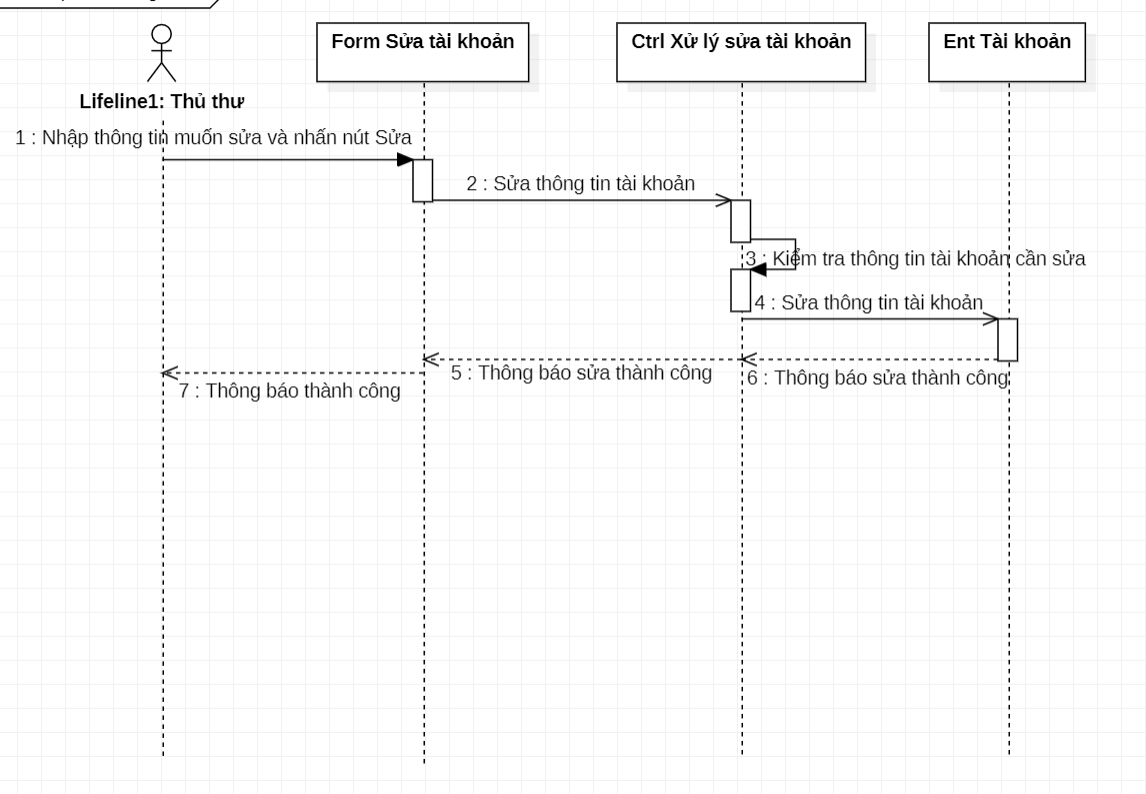 Form Sửa tài khoản
Ctrl Xử lý sửa tài khoản
Ent Tài khoản
Lifeline1: Thủ thư
1 : Nhập thông tin muốn sửa và nhấn nút Sửa
2 : Sửa thông tin tài khoản
3 : Kiểm tra thông tin tài khoản cần sửa
4 : Sửa thông tin tài khoản
5 : Thông báo sửa thành công
6 : Thông báo sửa thành công
7 : Thông báo thành công